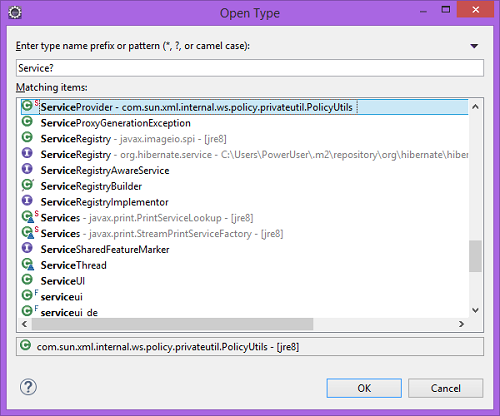 Open Type
Enter type name prefix or pattern (*, ?, or camel case):
Service?
Matching items:
ServiceProvider - com.sun.xml.internal.ws.policy.privateutil.PolicyUtils
ServiceProxyGenerationException
ServiceRegistry - javax.imageio.spi - [jre8]
ServiceRegistry - org.hibernate.service - C:\Users\PowerUser\.m2\repository\org\hibernate\hibe
ServiceRegistryAwareService
ServiceRegistryBuilder
ServiceRegistryImplementor
Services - javax.print.PrintServiceLookup - [jre8]
Services - javax.print.StreamPrintServiceFactory - [jre8]
ServiceSharedFeatureMarker
ServiceThread
ServiceUI
serviceui
serviceui_de
com.sun.xml.internal.ws.policy.privateutil.PolicyUtils - [jre8]
OK Cancel